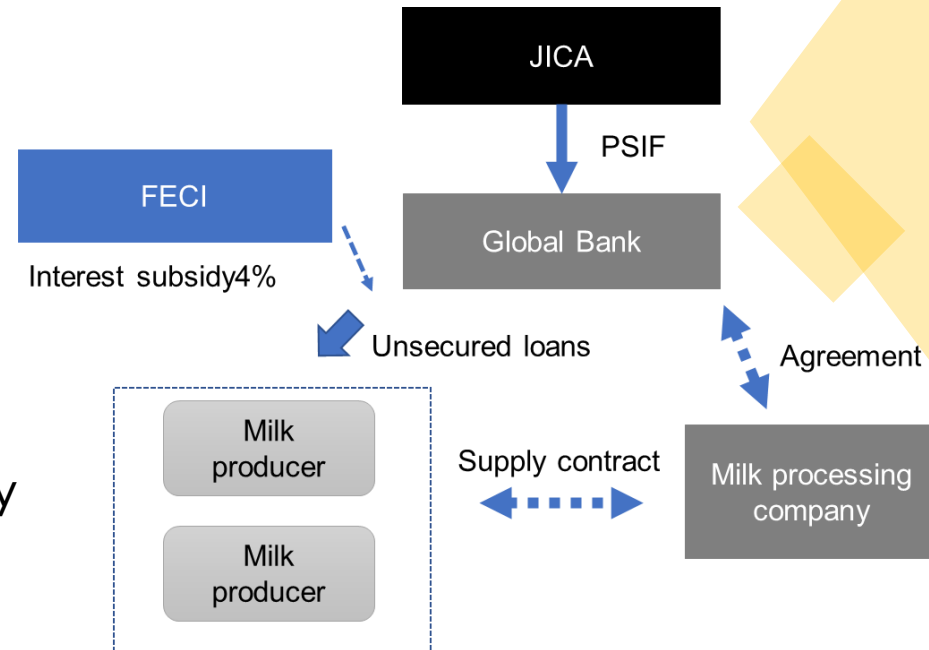 JICA
PSIF
FECI
Global Bank
Interest subsidy4%
Unsecured loans
Agreement
Milk
producer
Supply contract
Milk processing
company
y
Milk
producer